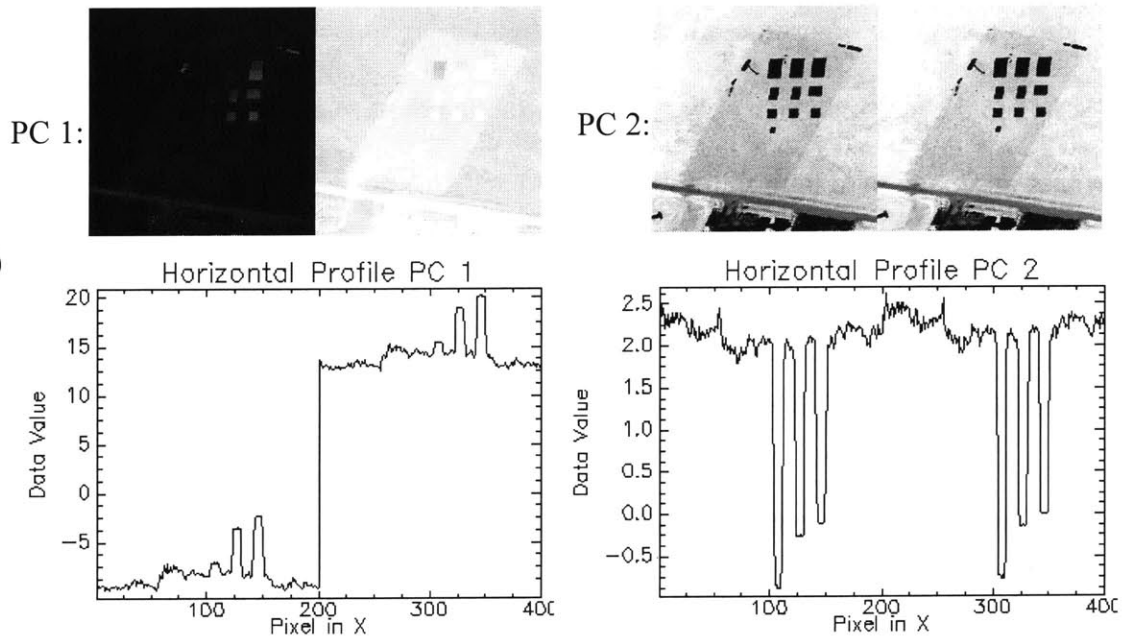 PC 1:
PC 2:
)
Horizontal Profile PC 1
Data Value
20
15
10
5
0
−5
100
200
300
400
Pixel in X
Horizontal Profile PC 2
Data Value
2.5
2.0
1.5
1.0
0.5
0.0
−0.5
100
200
300
400
Pixel in X